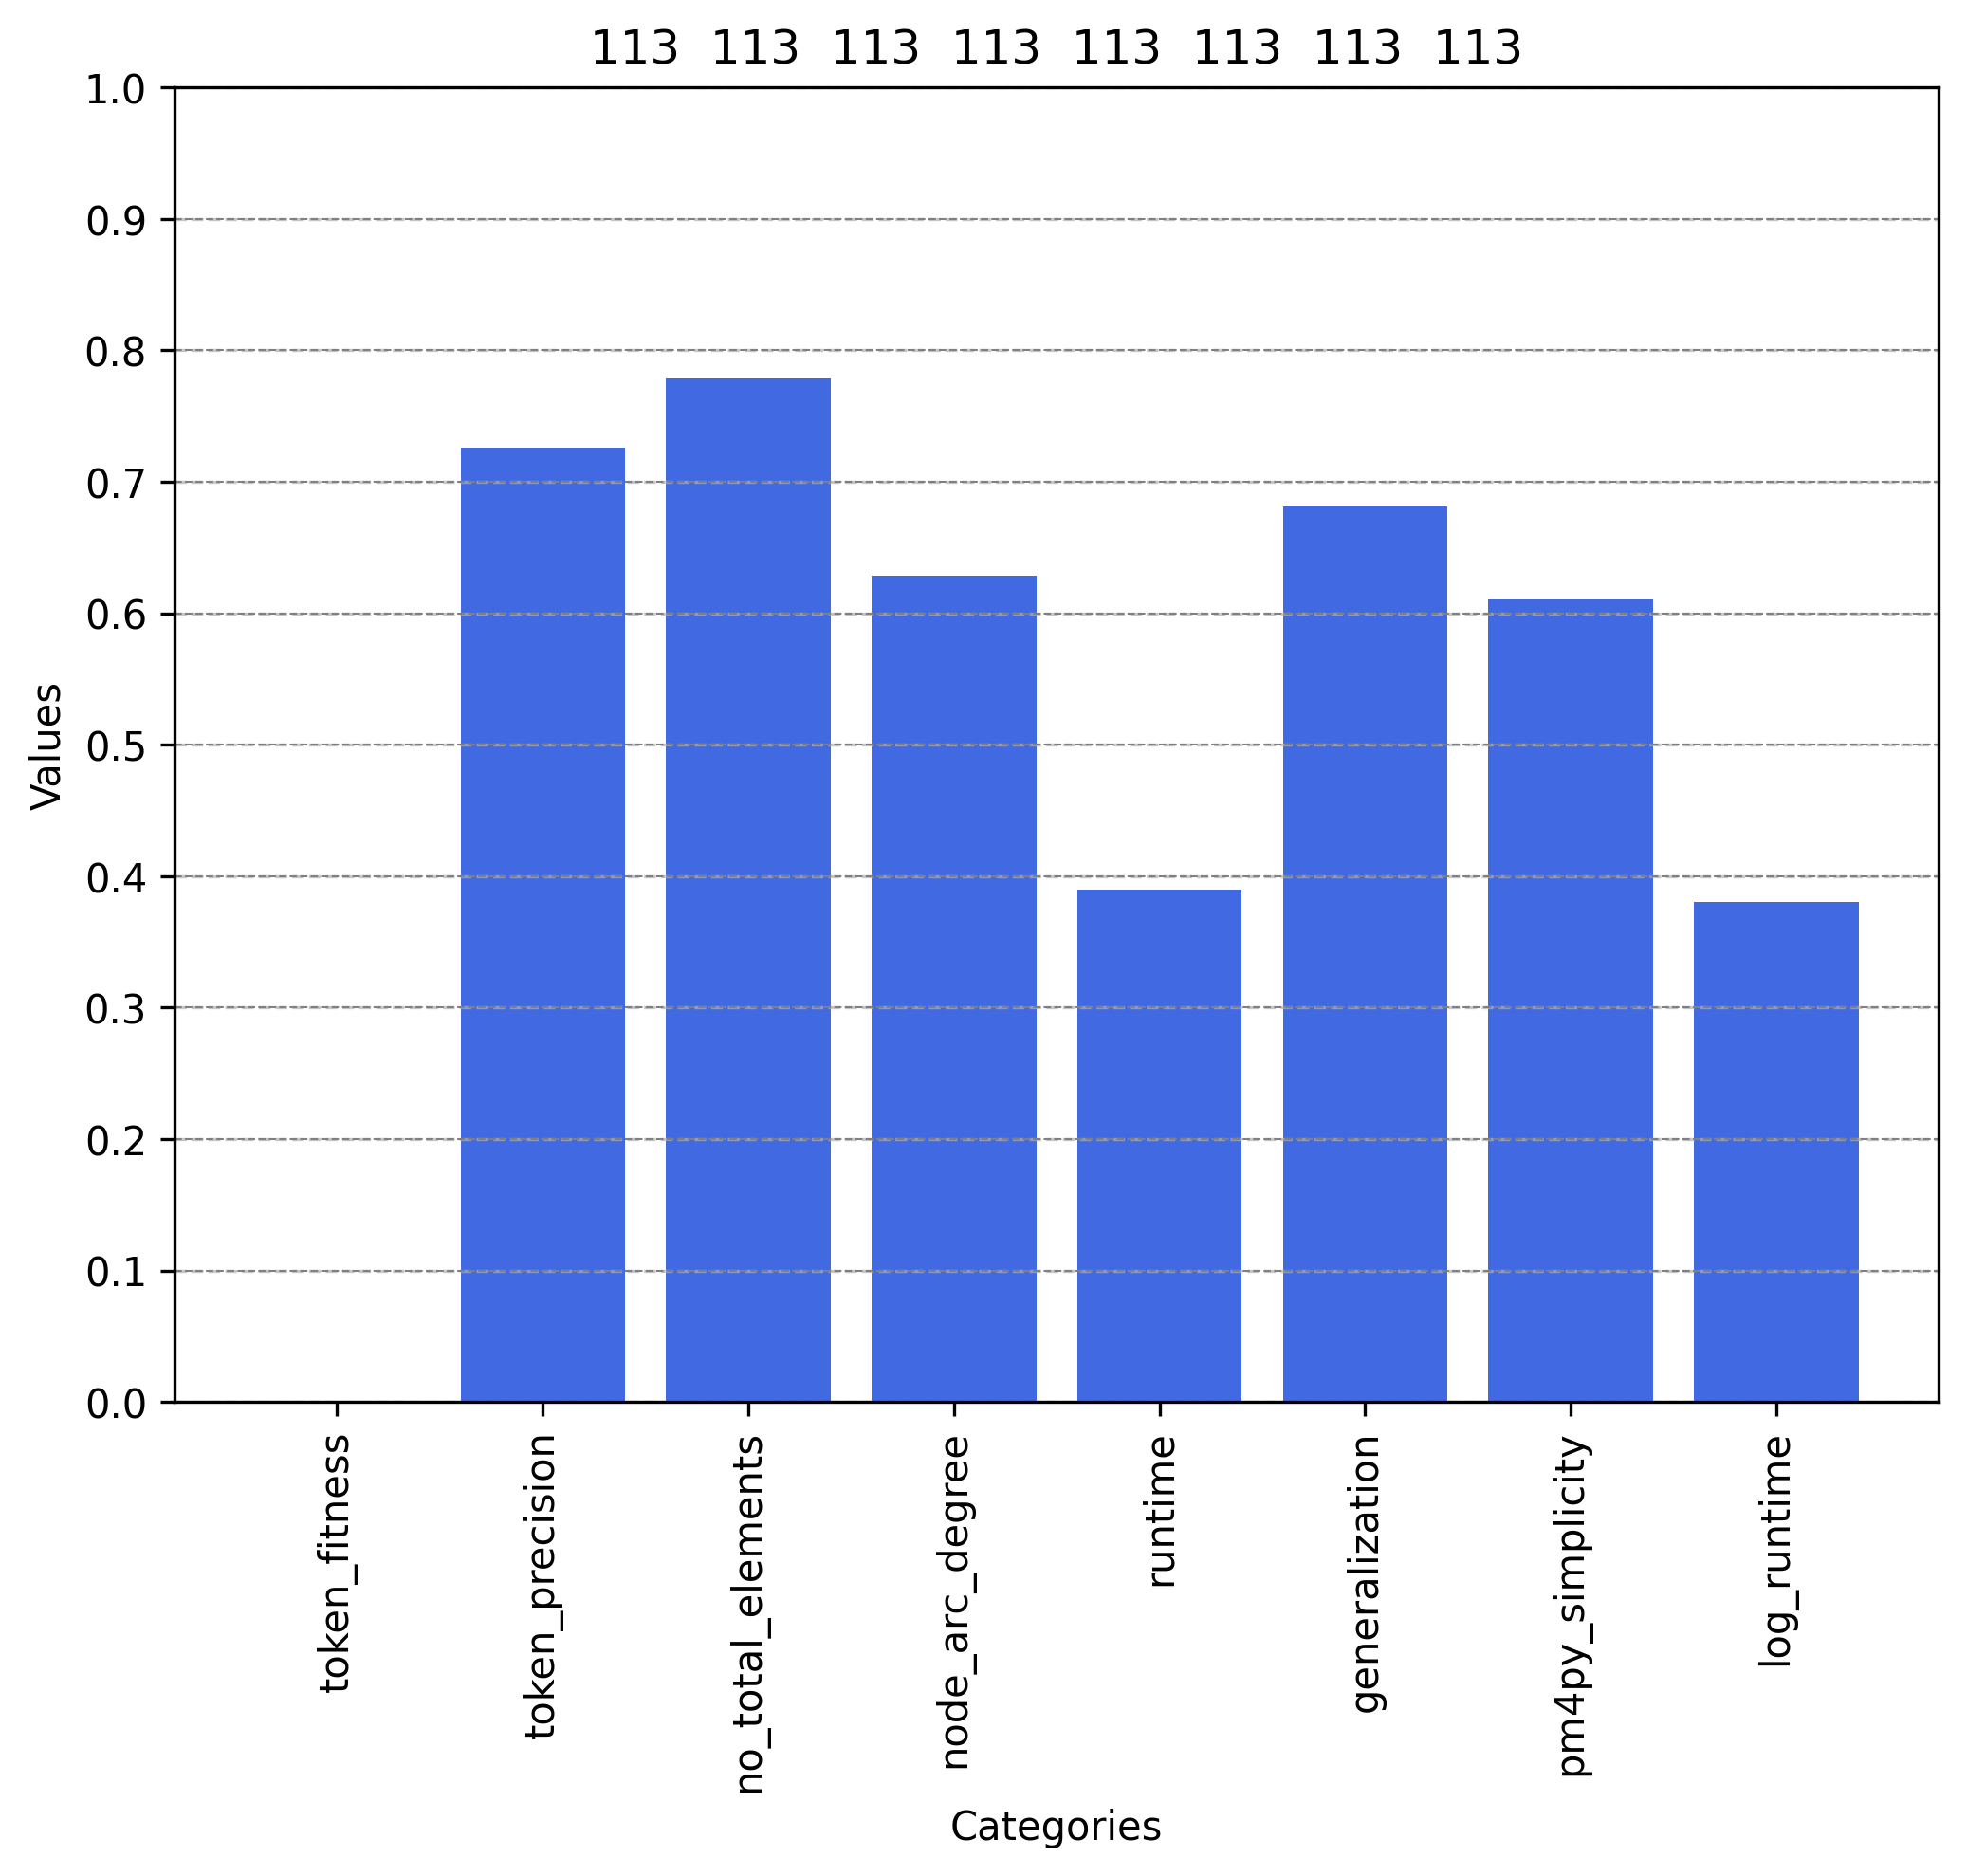 113 113 113 113 113 113 113 113
1.0
0.9
0.8
0.7
0.6
0.5
0.4
0.3
0.2
0.1
0.0
Values
token_fitness
token_precision
no_total_elements
node_arc_degree
runtime
generalization
pm4py_simplicity
log_runtime
Categories